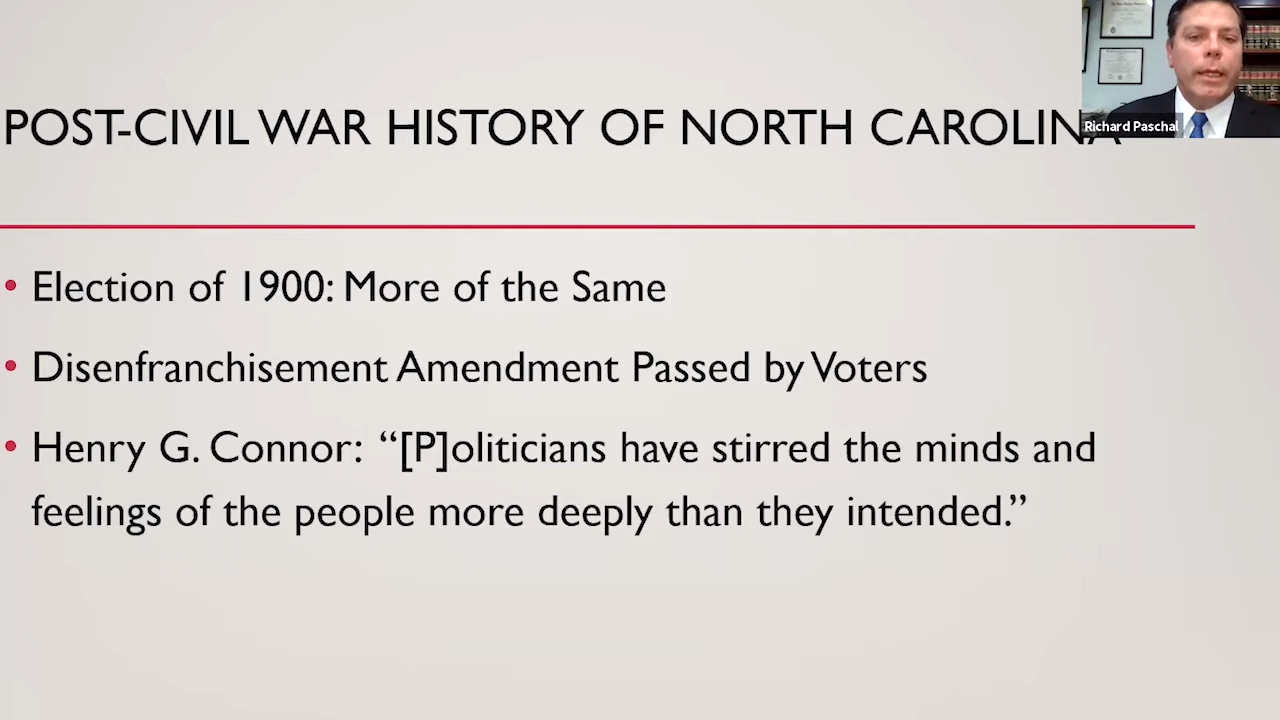 POST-CIVIL WAR HISTORY OF NORTH CAROLINA
Richard Paschal
• Election of 1900: More of the Same
• Disenfranchisement Amendment Passed by Voters
• Henry G. Connor: “[P]oliticians have stirred the minds and
feelings of the people more deeply than they intended.”